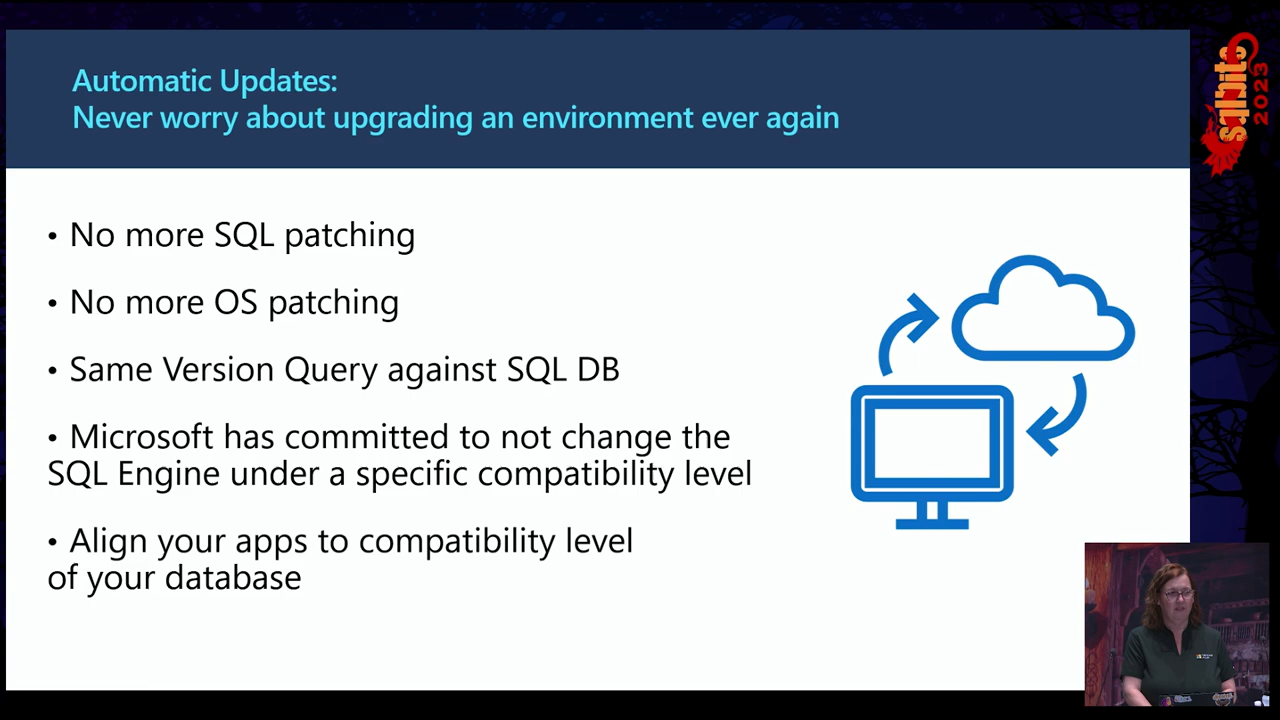 Automatic Updates:
Never worry about upgrading an environment ever again
• No more SQL patching
• No more OS patching
• Same Version Query against SQL DB
• Microsoft has committed to not change the
SQL Engine under a specific compatibility level
• Align your apps to compatibility level
of your database
sqlbits
2023